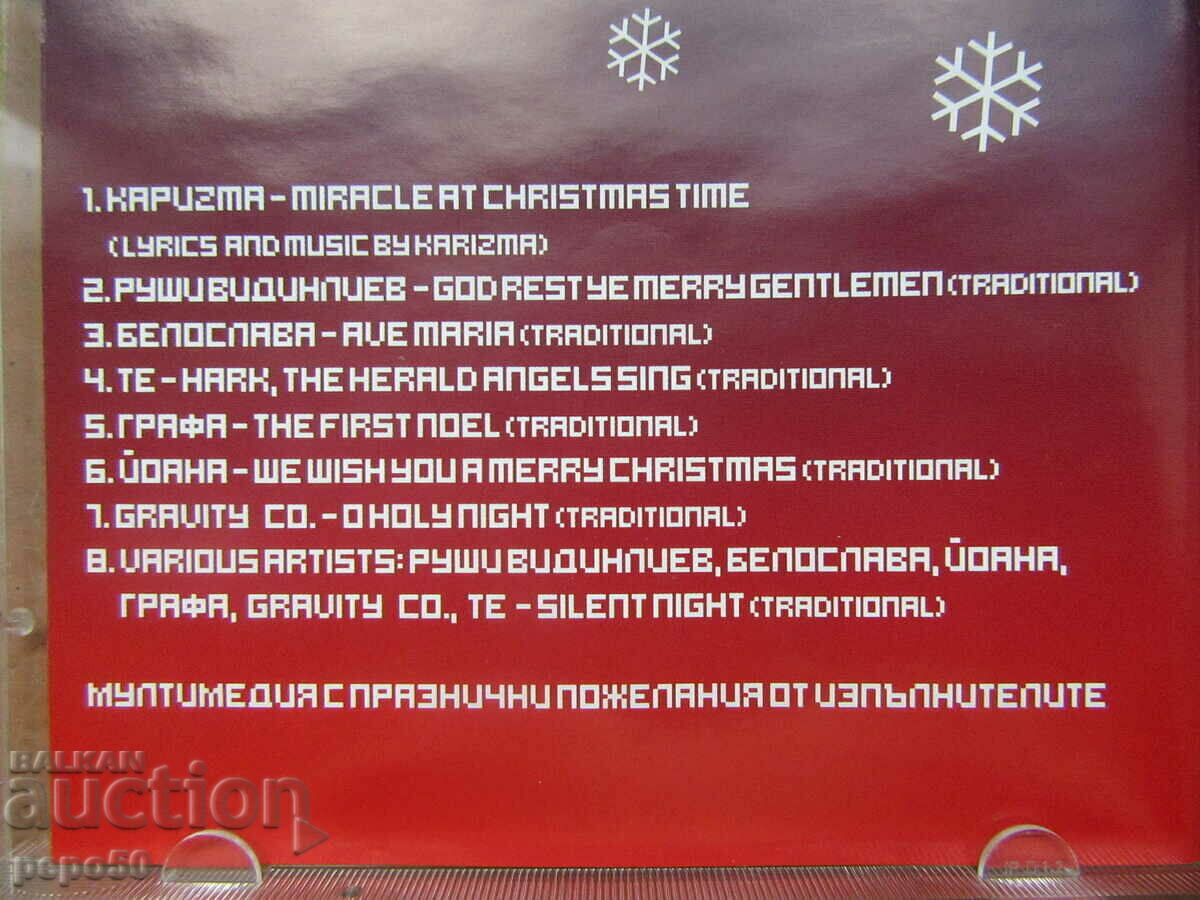 1. КАРИЗМА – MIRACLE AT CHRISTMAS TIME
(LYRICS AND MUSIC BY KARIZMA)
2. РУШИ ВИДИНЛИЕВ – GOD REST YE MERRY GENTLEMEN (TRADITIONAL)
3. БЕЛОСЛАВА – AVE MARIA (TRADITIONAL)
4. ТЕ – HARK, THE HERALD ANGELS SING (TRADITIONAL)
5. ГРАФА – THE FIRST NOEL (TRADITIONAL)
6. ЙОАНА – WE WISH YOU A MERRY CHRISTMAS (TRADITIONAL)
7. GRAVITY CO. – O HOLY NIGHT (TRADITIONAL)
8. VARIOUS ARTISTS: РУШИ ВИДИНЛИЕВ, БЕЛОСЛАВА, ЙОАНА,
ГРАФА, GRAVITY CO., ТЕ – SILENT NIGHT (TRADITIONAL)
МУЛТИМЕДИЯ С ПРАЗНИЧНИ ПОЖЕЛАНИЯ ОТ ИЗПЪЛНИТЕЛИТЕ
BALKAN
auction
pepo50